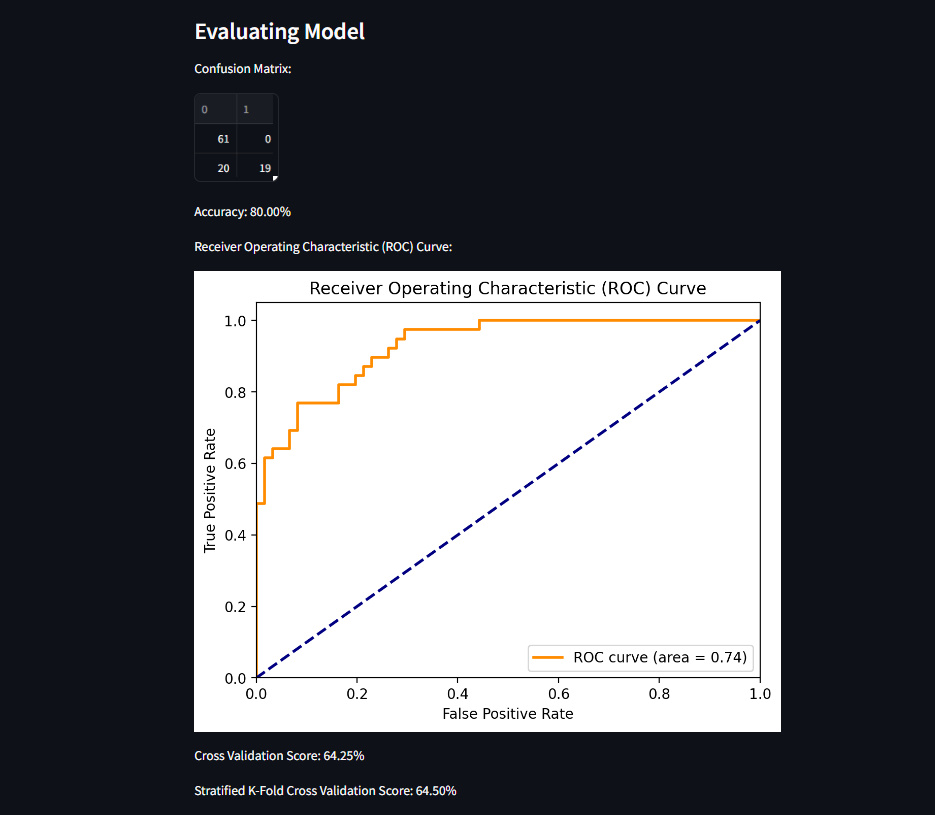 Evaluating Model
Confusion Matrix:
0 1
61 0
20 19
Accuracy: 80.00%
Receiver Operating Characteristic (ROC) Curve:
Receiver Operating Characteristic (ROC) Curve
1.0
0.8
0.6
0.4
0.2
0.0
True Positive Rate
ROC curve (area = 0.74)
0.0 0.2 0.4 0.6 0.8 1.0
False Positive Rate
Cross Validation Score: 64.25%
Stratified K-Fold Cross Validation Score: 64.50%